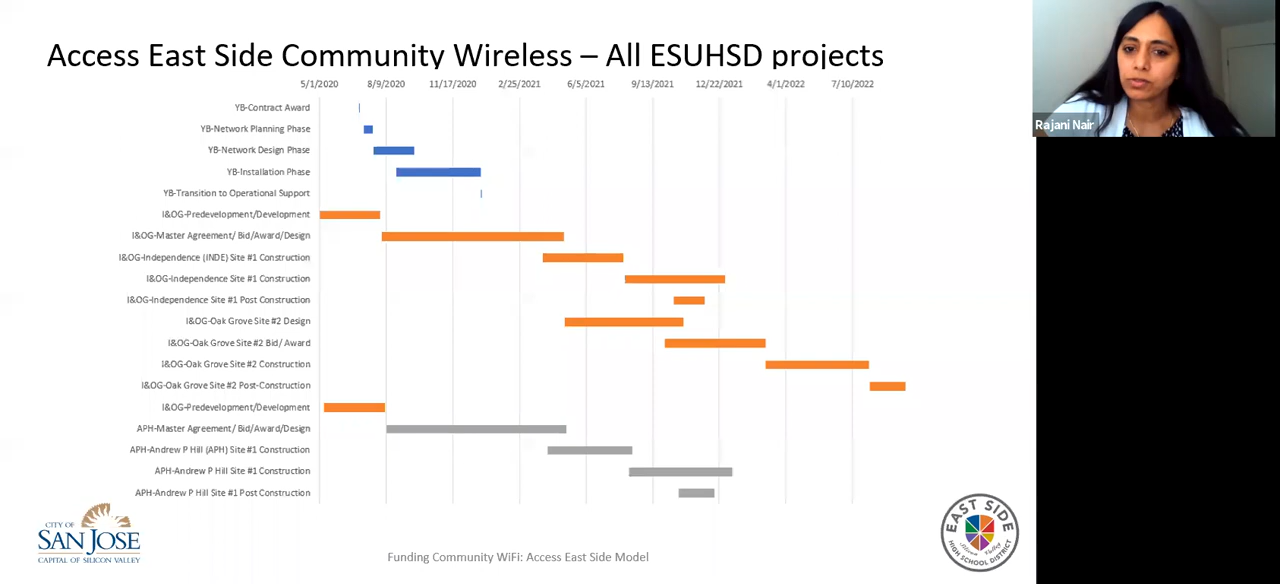 Access East Side Community Wireless – All ESUHSD projects
5/1/2020 8/9/2020 11/17/2020 2/25/2021 6/5/2021 9/13/2021 12/22/2021 4/1/2022 7/10/2022
YB-Contract Award
YB-Network Planning Phase
YB-Network Design Phase
YB-Installation Phase
YB-Transition to Operational Support
I&OG-Predevelopment/Development
I&OG-Master Agreement/ Bid/Award/Design
I&OG-Independence (INDE) Site #1 Construction
I&OG-Independence Site #1 Construction
I&OG-Independence Site #1 Post Construction
I&OG-Oak Grove Site #2 Design
I&OG-Oak Grove Site #2 Bid/ Award
I&OG-Oak Grove Site #2 Construction
I&OG-Oak Grove Site #2 Post-Construction
I&OG-Predevelopment/Development
APH-Master Agreement/ Bid/Award/Design
APH-Andrew P Hill (APH) Site #1 Construction
APH-Andrew P Hill Site #1 Construction
APH-Andrew P Hill Site #1 Post Construction
Rajani Nair
CITY OF
SAN JOSE
CAPITAL OF SILICON VALLEY
Funding Community WiFi: Access East Side Model
EAST SIDE
Silicon Valley
HIGH SCHOOL DISTRICT